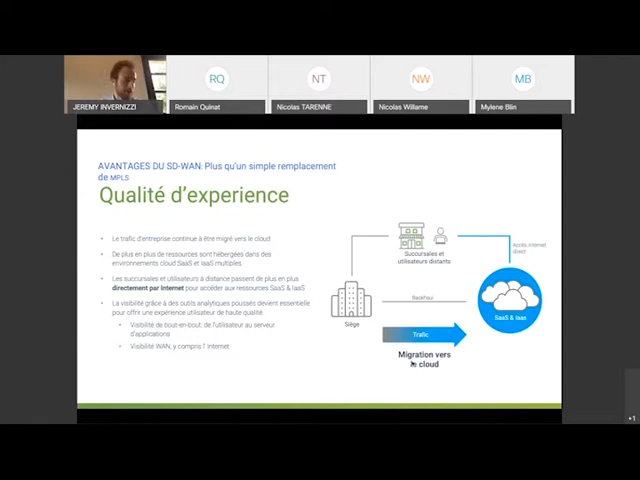 RQ
NT
NW
MB
JEREMY INVERNIZZI
Romain Quinat
Nicolas TARENNE
Nicolas Willame
Mylene Blin
AVANTAGES DU SD-WAN: Plus qu'un simple remplacement
de MPLS
Qualité d'experience
• Le trafic d'entreprise continue à être migré vers le cloud
• De plus en plus de ressources sont hébergées dans des
environnements cloud SaaS et IaaS multiples.
• Les succursales et utilisateurs à distance passent de plus en plus
directement par Internet pour accéder aux ressources SaaS & IaaS
• La visibilité grâce à des outils analytiques poussés devient essentielle
pour offrir une expérience utilisateur de haute qualité.
• Visibilité de bout-en-bout: de l'utilisateur au serveur
d'applications
• Visibilité WAN, y compris l' Internet
Succursales et
utilisateurs distants
Accès Internet
direct
Backhaul
Siège
SaaS & Iaas
Trafic
Migration vers
le cloud
+1